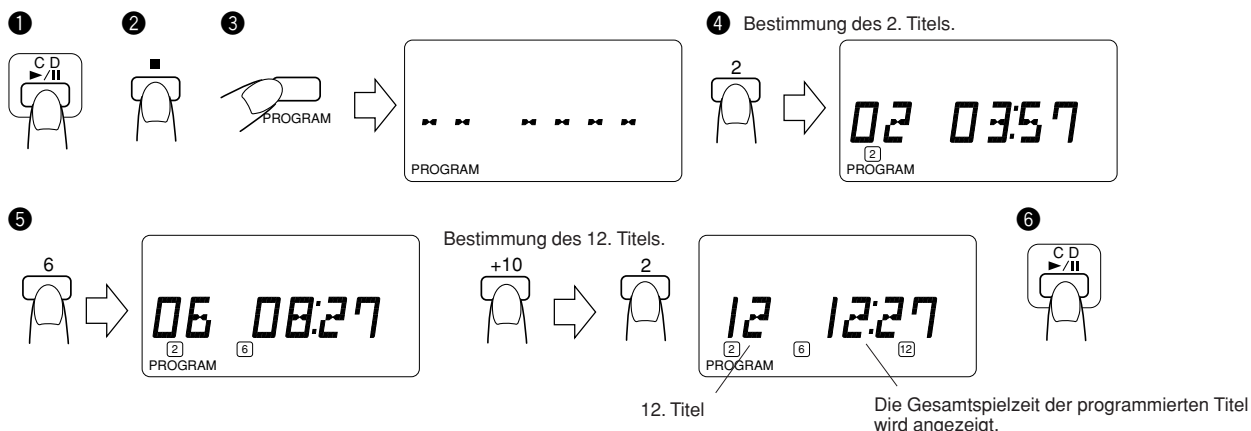 ❶
CD
►/II
❷
■
❸
PROGRAM
-- ----
PROGRAM
❹ Bestimmung des 2. Titels.
2
02 03:57
2
PROGRAM
❺
6
06 08:27
2 6
PROGRAM
Bestimmung des 12. Titels.
+10
2
12 12:27
2 6 12
PROGRAM
12. Titel
Die Gesamtspielzeit der programmierten Titel
wird angezeigt.
❻
CD
►/II